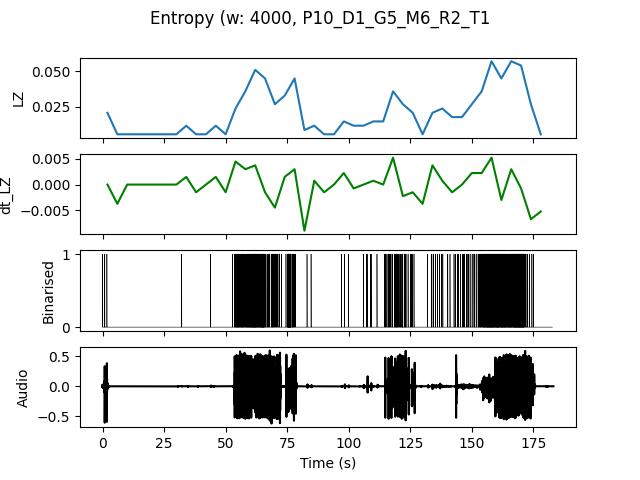 Entropy (w: 4000, P10_D1_G5_M6_R2_T1
0.050
0.025
LZ
0.005
0.000
−0.005
dt_LZ
1
0
Binarised
0.5
0.0
−0.5
Audio
0 25 50 75 100 125 150 175
Time (s)